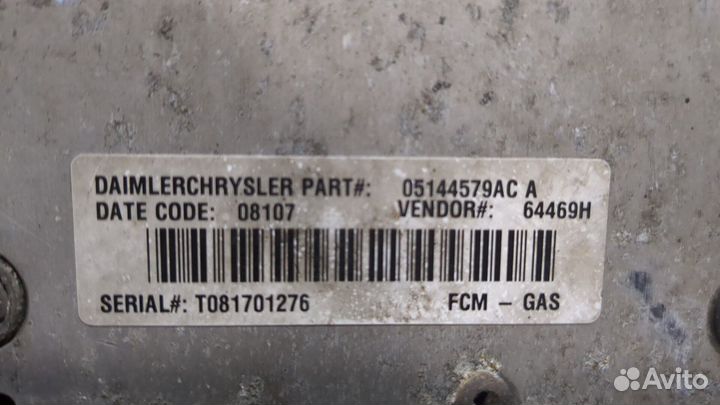 DAIMLERCHRYSLER PART#: 05144579AC A
DATE CODE: 08107 VENDOR#: 64469H
SERIAL#: T081701276 FCM - GAS
Avito